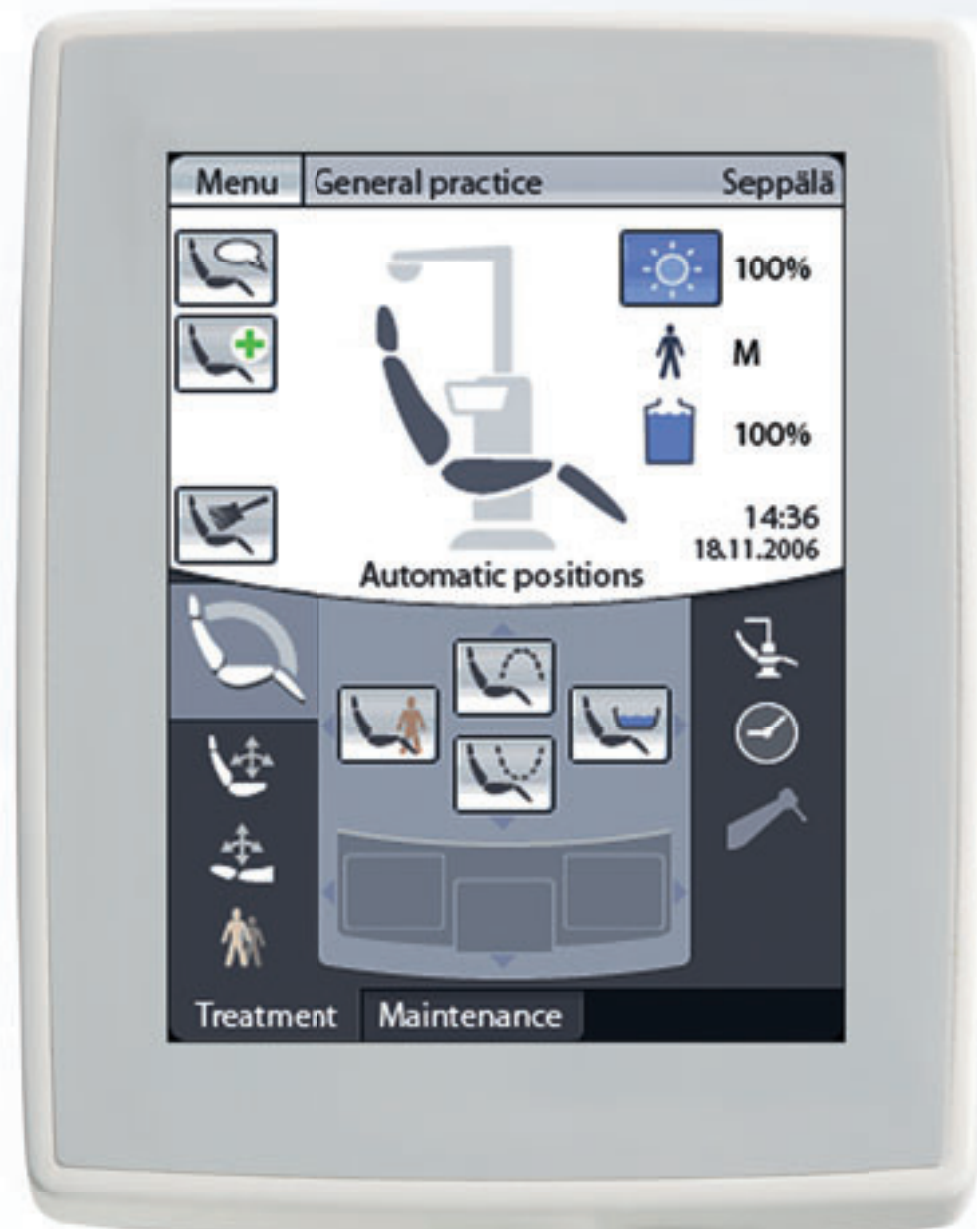 Menu General practice Seppälä
100%
M
100%
14:36
18.11.2006
Automatic positions
Treatment Maintenance